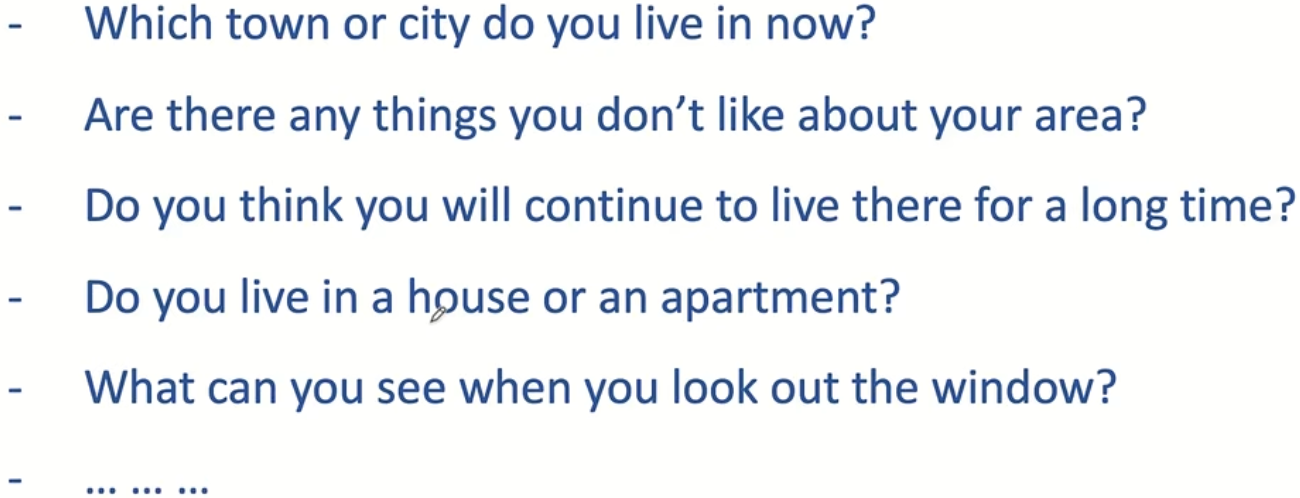 - Which town or city do you live in now?
- Are there any things you don’t like about your area?
- Do you think you will continue to live there for a long time?
- Do you live in a house or an apartment?
- What can you see when you look out the window?
- ... ... ...